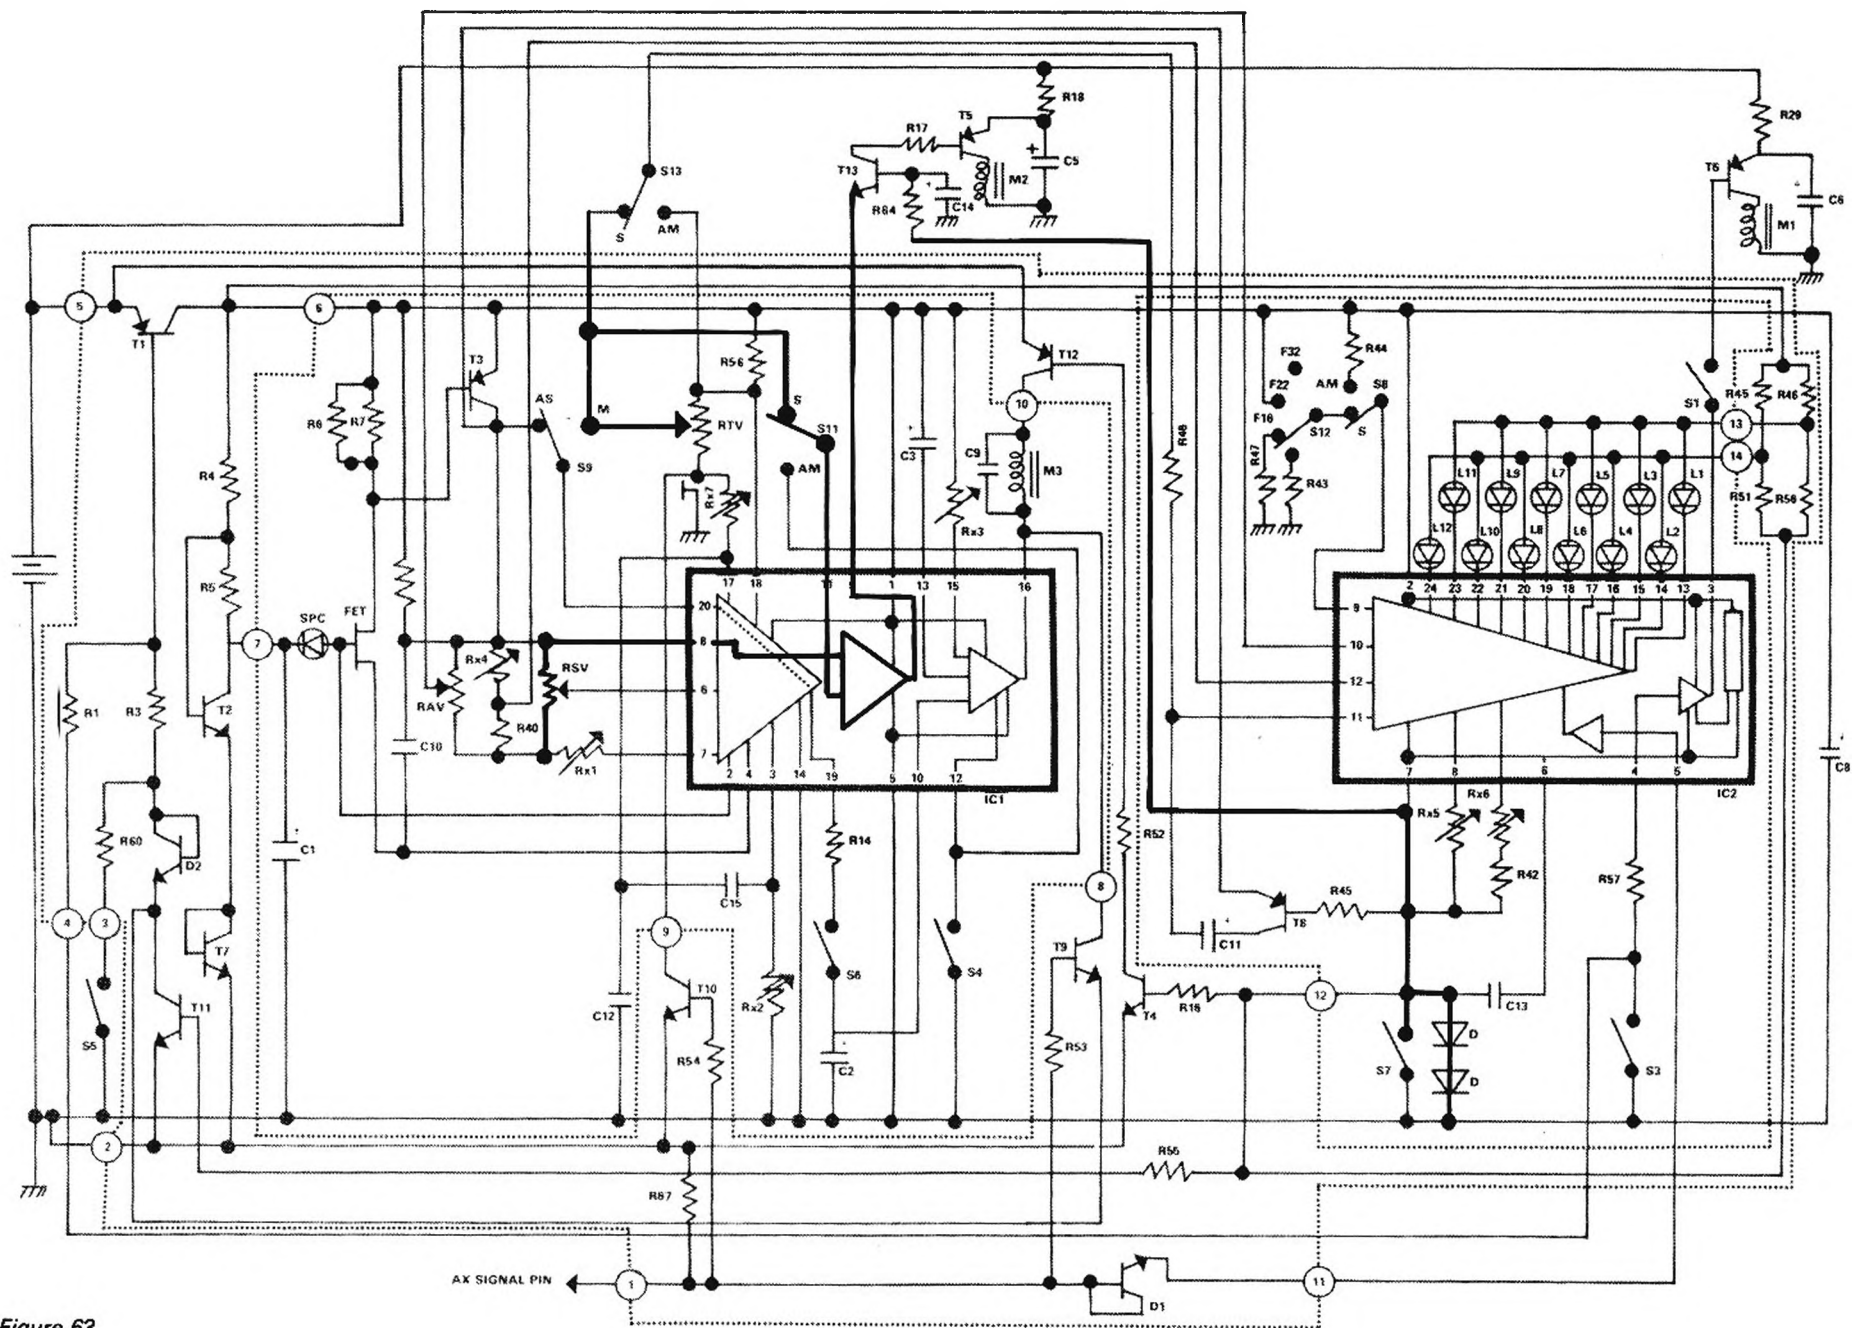 R18
R29
R17
T5
C5
T6
S13
T13
M2
C6
R64
C14
M1
S
AM
5
6
T1
T3
R56
T12
F32
R44
F22
AM
S8
S1
R45
R46
AS
M
S
F16
S12
S
R6
R7
RTV
S11
10
13
R4
S9
AM
C3
C9
M3
R48
R47
R43
14
L11
L9
L7
L5
L3
L1
R51
R58
Rx7
Rx3
L12
L10
L8
L6
L4
L2
R5
17
18
11
1
13
15
16
2
24
23
22
21
20
19
18
17
16
15
14
13
3
SPC
FET
20
9
7
8
10
Rx4
RSV
R1
R3
T2
RAV
6
12
R40
11
C10
Rx1
7
C8
2
4
3
14
19
5
10
12
IC1
7
8
6
4
5
IC2
Rx5
Rx6
R60
D2
C1
R14
R52
R42
R57
C15
8
R45
4
3
T7
9
T9
C11
T8
T11
T10
Rx2
S6
S4
12
C13
C12
T4
R16
S5
R54
C2
R53
S7
D
D
S3
2
R55
R67
AX SIGNAL PIN
1
D1
11
Figure 62